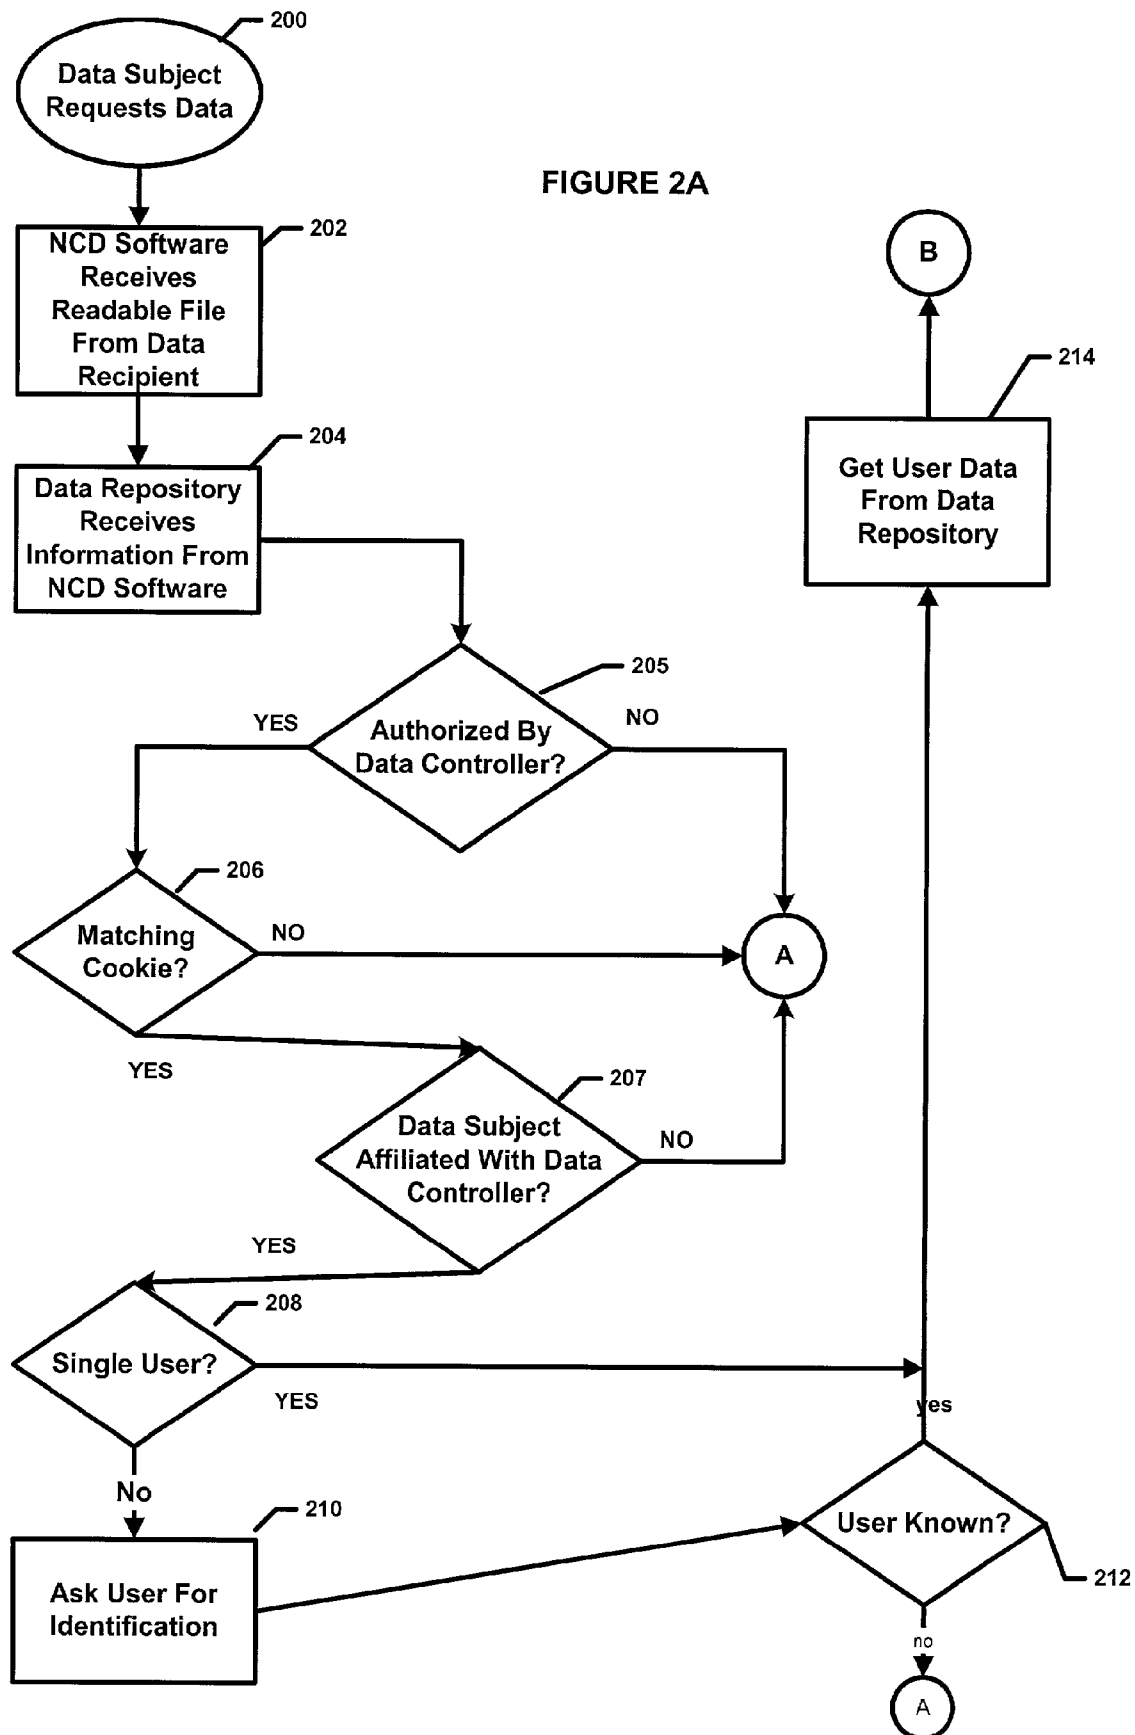 200
Data Subject
Requests Data
FIGURE 2A
202
NCD Software
Receives
Readable File
From Data
Recipient
B
214
Get User Data
From Data
Repository
204
Data Repository
Receives
Information From
NCD Software
205
YES
NO
Authorized By
Data Controller?
206
Matching
Cookie?
NO
A
YES
207
Data Subject
Affiliated With Data
Controller?
NO
YES
208
Single User?
YES
yes
No
210
Ask User For
Identification
User Known?
212
no
A